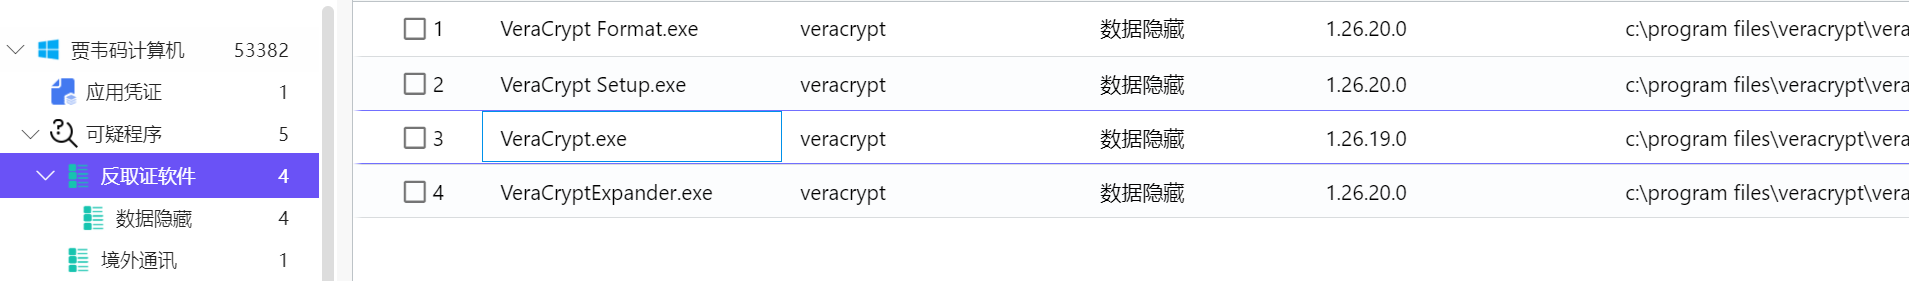 贾韦码计算机 53382
应用凭证 1
可疑程序 5
反取证软件 4
数据隐藏 4
境外通讯 1
1 VeraCrypt Format.exe veracrypt 数据隐藏 1.26.20.0 c:\program files\veracrypt\vera
2 VeraCrypt Setup.exe veracrypt 数据隐藏 1.26.20.0 c:\program files\veracrypt\vera
3 VeraCrypt.exe veracrypt 数据隐藏 1.26.19.0 c:\program files\veracrypt\vera
4 VeraCryptExpander.exe veracrypt 数据隐藏 1.26.20.0 c:\program files\veracrypt\vera